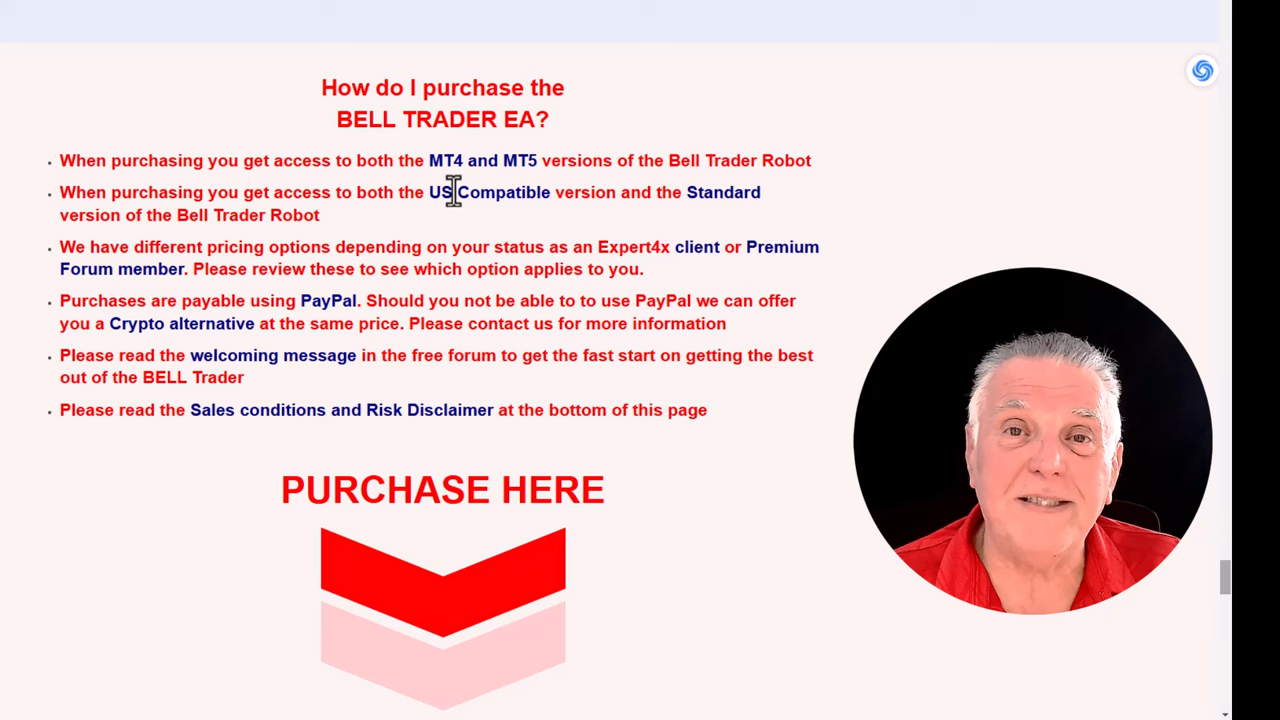 How do I purchase the
BELL TRADER EA?
When purchasing you get access to both the MT4 and MT5 versions of the Bell Trader Robot
When purchasing you get access to both the US Compatible version and the Standard
version of the Bell Trader Robot
We have different pricing options depending on your status as an Expert4x client or Premium
Forum member. Please review these to see which option applies to you.
Purchases are payable using PayPal. Should you not be able to to use PayPal we can offer
you a Crypto alternative at the same price. Please contact us for more information
Please read the welcoming message in the free forum to get the fast start on getting the best
out of the BELL Trader
Please read the Sales conditions and Risk Disclaimer at the bottom of this page
PURCHASE HERE